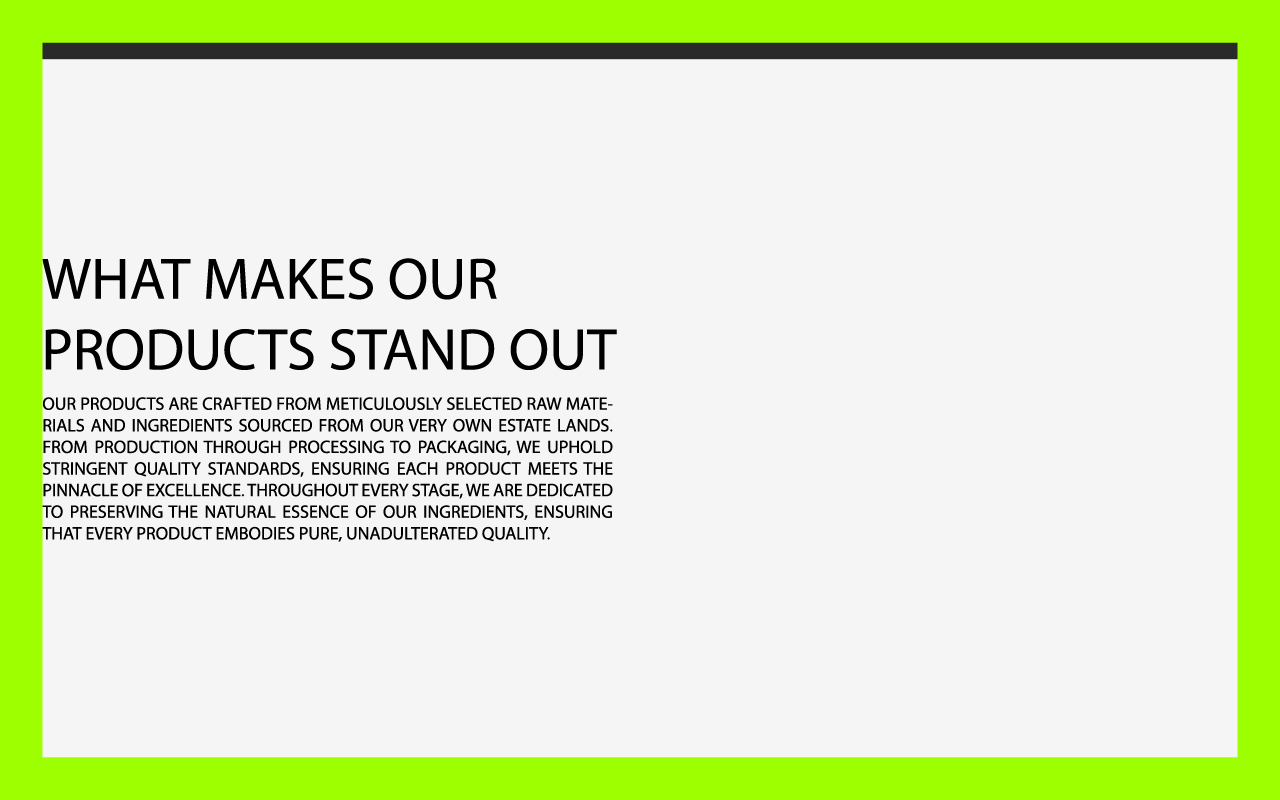 WHAT MAKES OUR
PRODUCTS STAND OUT
OUR PRODUCTS ARE CRAFTED FROM METICULOUSLY SELECTED RAW MATE-
RIALS AND INGREDIENTS SOURCED FROM OUR VERY OWN ESTATE LANDS.
FROM PRODUCTION THROUGH PROCESSING TO PACKAGING, WE UPHOLD
STRINGENT QUALITY STANDARDS, ENSURING EACH PRODUCT MEETS THE
PINNACLE OF EXCELLENCE. THROUGHOUT EVERY STAGE, WE ARE DEDICATED
TO PRESERVING THE NATURAL ESSENCE OF OUR INGREDIENTS, ENSURING
THAT EVERY PRODUCT EMBODIES PURE, UNADULTERATED QUALITY.